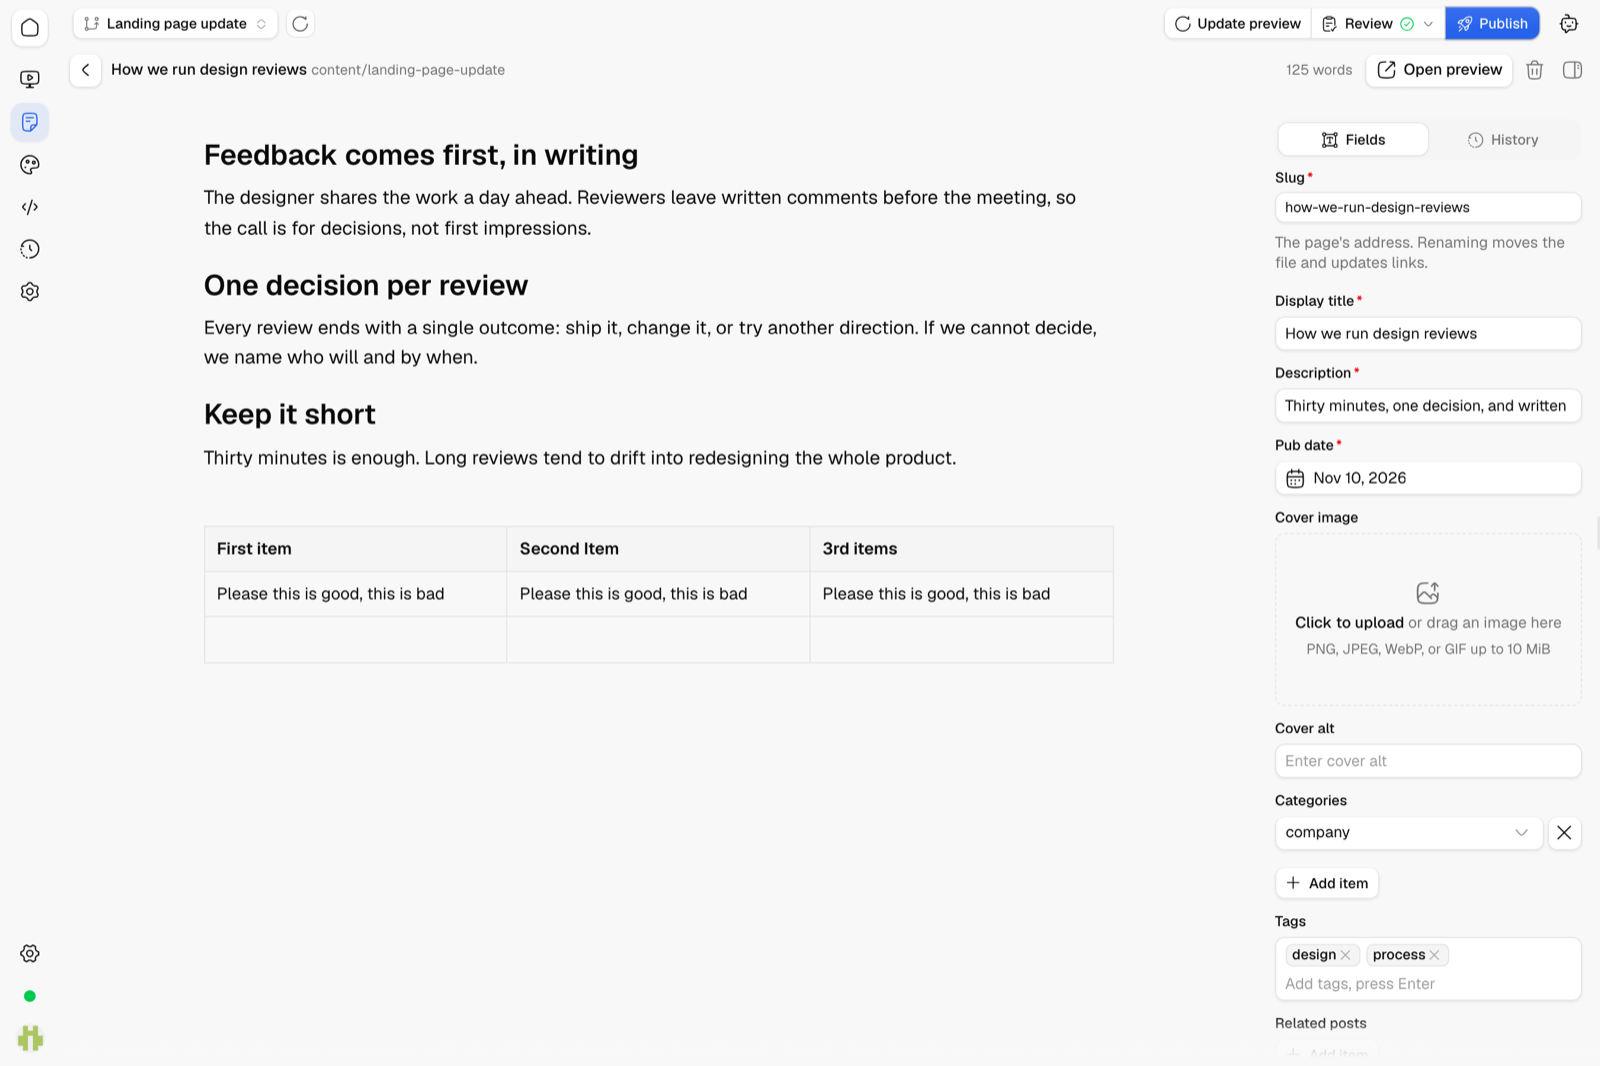 Landing page update
Update preview
Review
Publish
How we run design reviews content/landing-page-update
125 words
Open preview
Feedback comes first, in writing
The designer shares the work a day ahead. Reviewers leave written comments before the meeting, so
the call is for decisions, not first impressions.
One decision per review
Every review ends with a single outcome: ship it, change it, or try another direction. If we cannot decide,
we name who will and by when.
Keep it short
Thirty minutes is enough. Long reviews tend to drift into redesigning the whole product.
First item Second Item 3rd items
Please this is good, this is bad Please this is good, this is bad Please this is good, this is bad
Fields
History
Slug*
how-we-run-design-reviews
The page's address. Renaming moves the
file and updates links.
Display title*
How we run design reviews
Description*
Thirty minutes, one decision, and written
Pub date*
Nov 10, 2026
Cover image
Click to upload or drag an image here
PNG, JPEG, WebP, or GIF up to 10 MiB
Cover alt
Enter cover alt
Categories
company
Add item
Tags
design process
Add tags, press Enter
Related posts
Add item